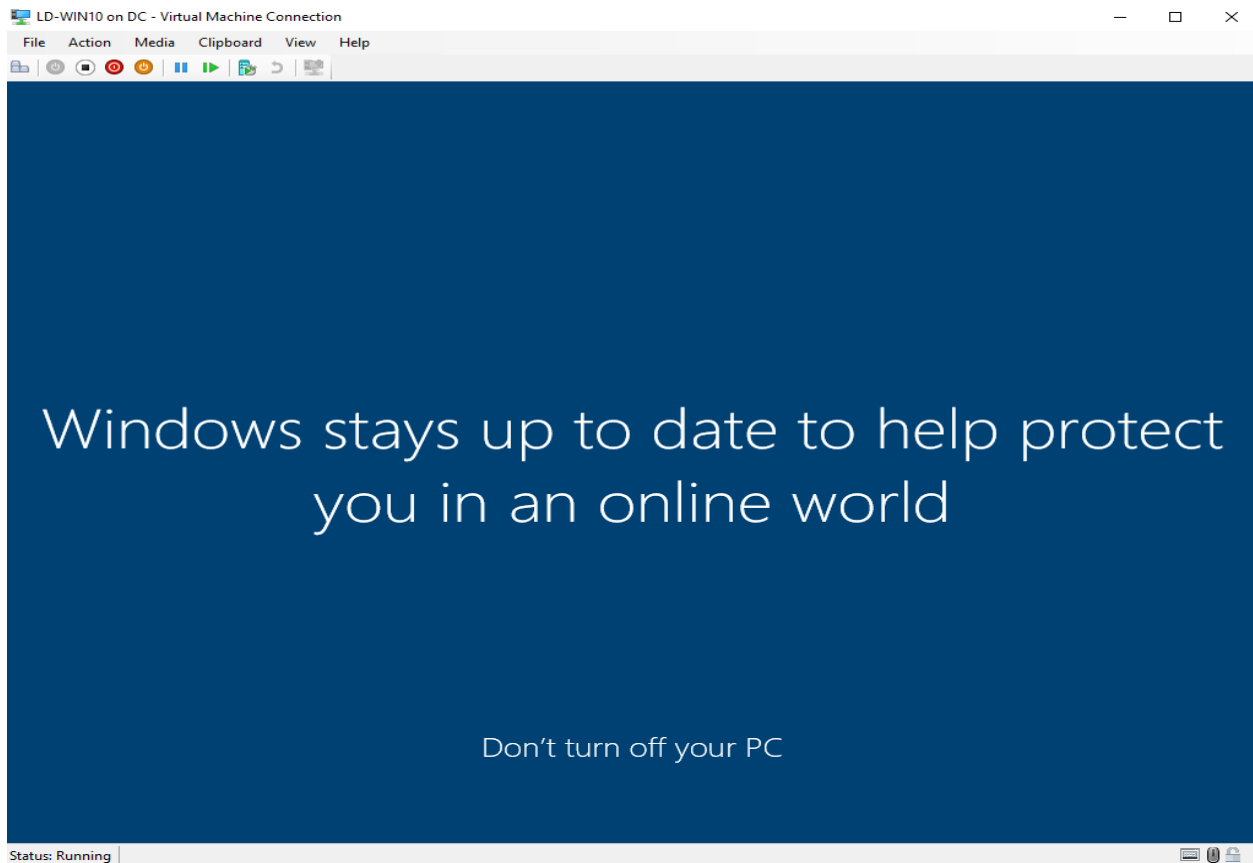 LD-WIN10 on DC - Virtual Machine Connection
File Action Media Clipboard View Help
Windows stays up to date to help protect
you in an online world
Don't turn off your PC
Status: Running